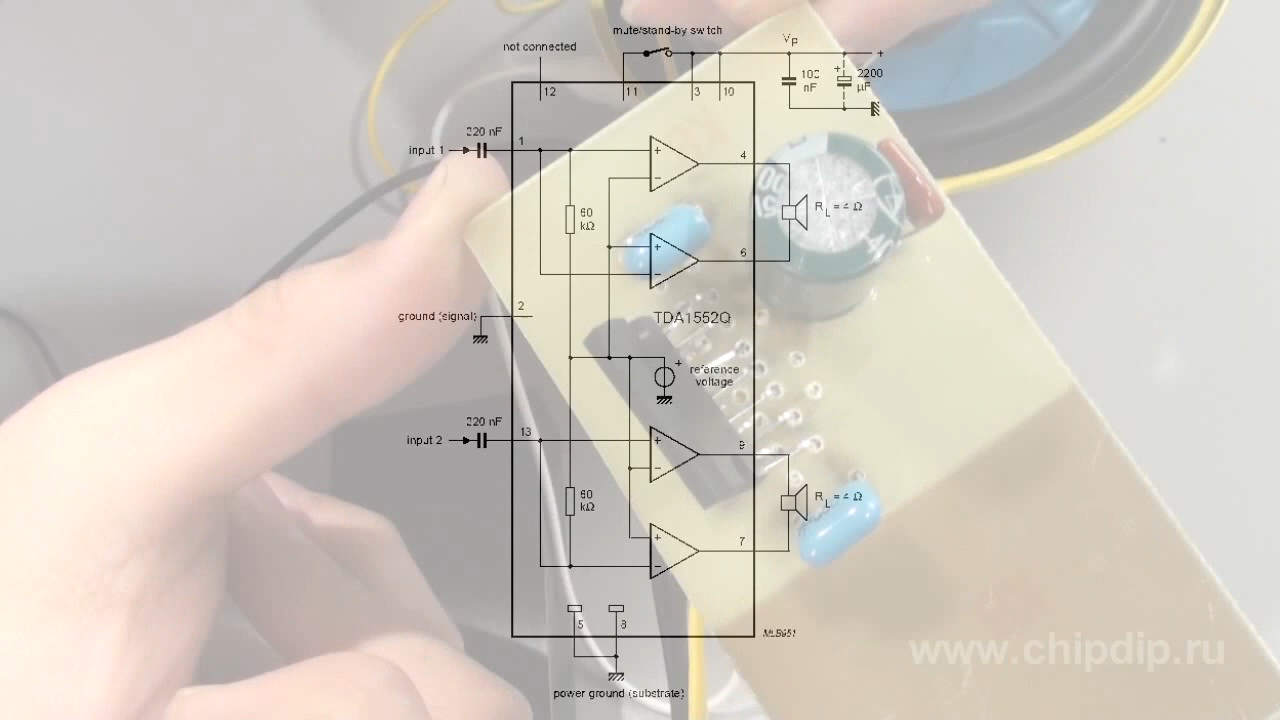 mute/stand-by switch
not connected
Vp
+
12
11
3
10
100 nF
+
2200 µF
220 nF
input 1
1
+
−
4
60 kΩ
RL = 4 Ω
+
−
6
ground (signal)
2
TDA1552Q
+
reference voltage
220 nF
input 2
13
+
−
9
60 kΩ
RL = 4 Ω
+
−
7
5
8
MLB951
power ground (substrate)
www.chipdip.ru